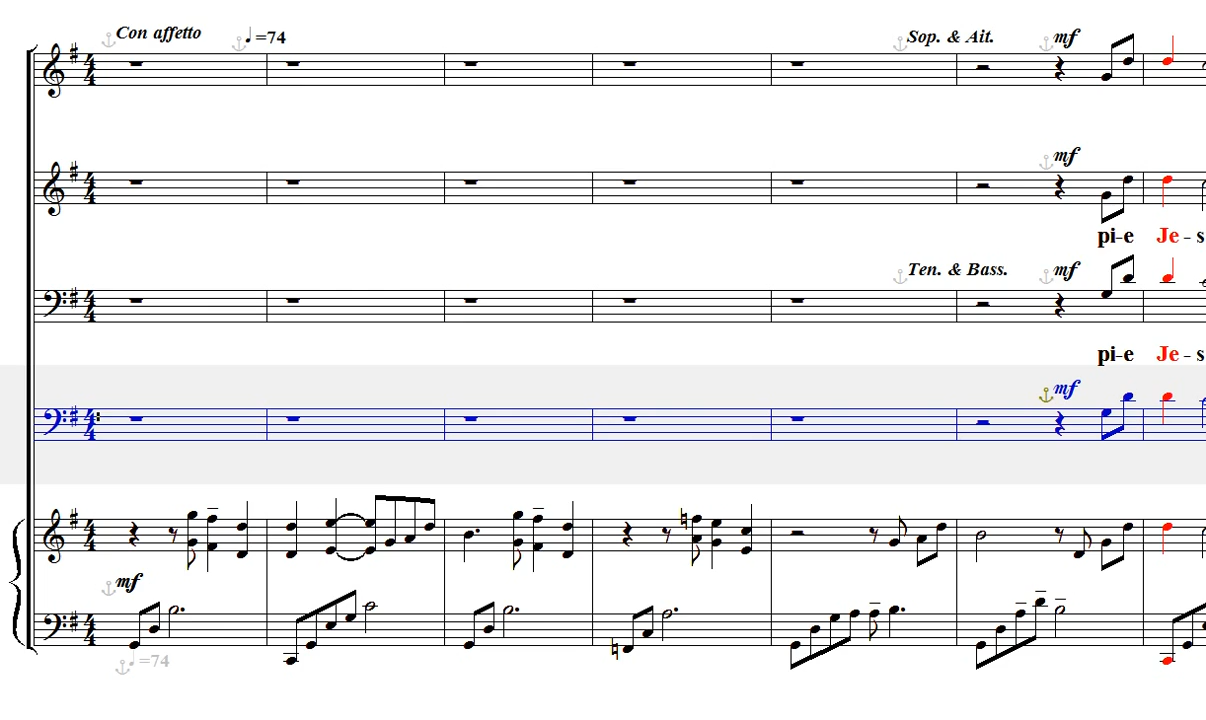 Con affetto ♩=74 Sop. & Ait. mf
mf
pi-e Je-s
Ten. & Bass. mf
pi-e Je-s
mf
mf
♩=74